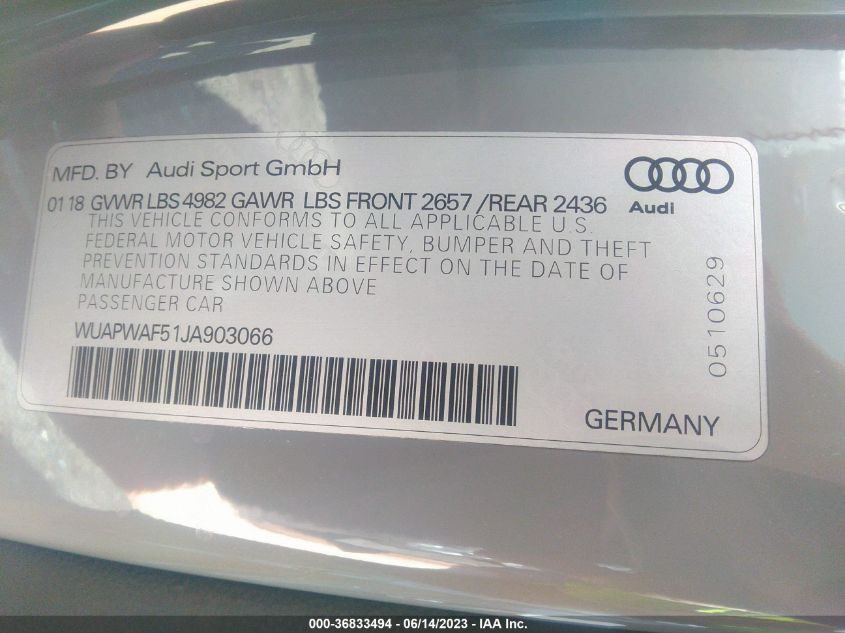 MFD. BY Audi Sport GmbH
01 18 GVWR LBS 4982 GAWR LBS FRONT 2657 /REAR 2436
Audi
THIS VEHICLE CONFORMS TO ALL APPLICABLE U.S.
FEDERAL MOTOR VEHICLE SAFETY, BUMPER AND THEFT
PREVENTION STANDARDS IN EFFECT ON THE DATE OF
MANUFACTURE SHOWN ABOVE
PASSENGER CAR
WUAPWAF51JA903066
0510629
GERMANY
000-36833494 - 06/14/2023 - IAA Inc.